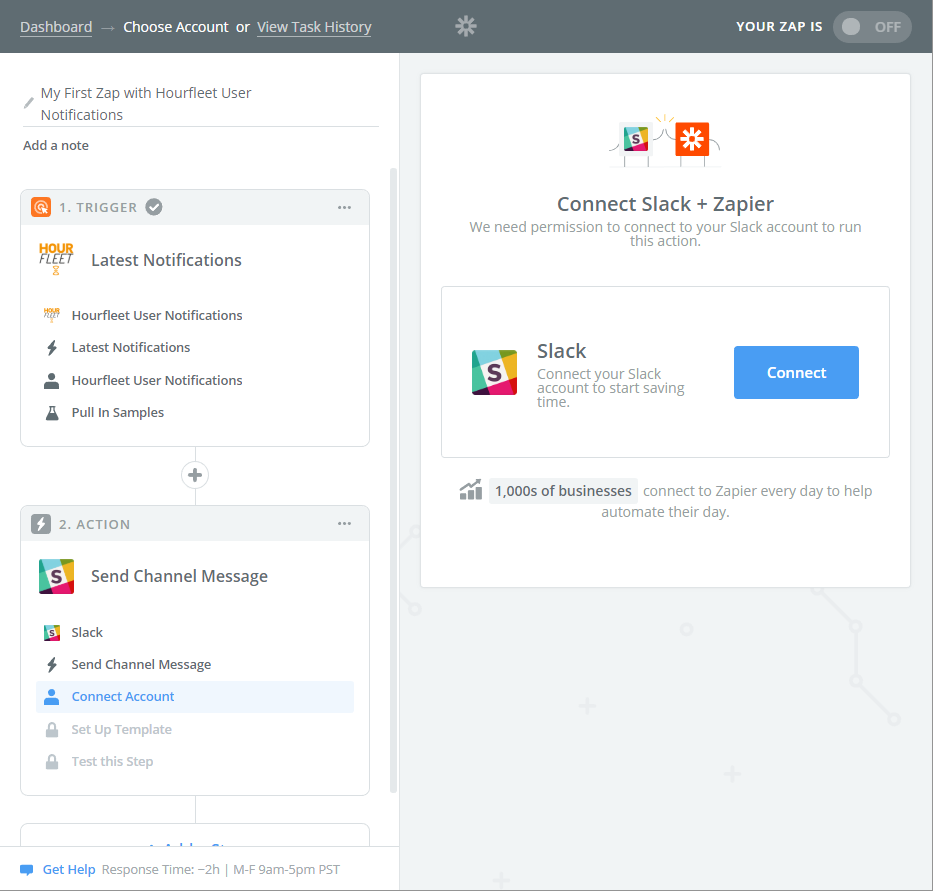 Dashboard → Choose Account or View Task History
YOUR ZAP IS OFF
My First Zap with Hourfleet User
Notifications
Add a note
1. TRIGGER
HOUR
FLEET
Latest Notifications
Hourfleet User Notifications
Latest Notifications
Hourfleet User Notifications
Pull In Samples
2. ACTION
S
Send Channel Message
Slack
Send Channel Message
Connect Account
Set Up Template
Test this Step
Get Help Response Time: ~2h | M-F 9am-5pm PST
S
Connect Slack + Zapier
We need permission to connect to your Slack account to run
this action.
S
Slack
Connect your Slack
account to start saving
time.
Connect
1,000s of businesses connect to Zapier every day to help
automate their day.